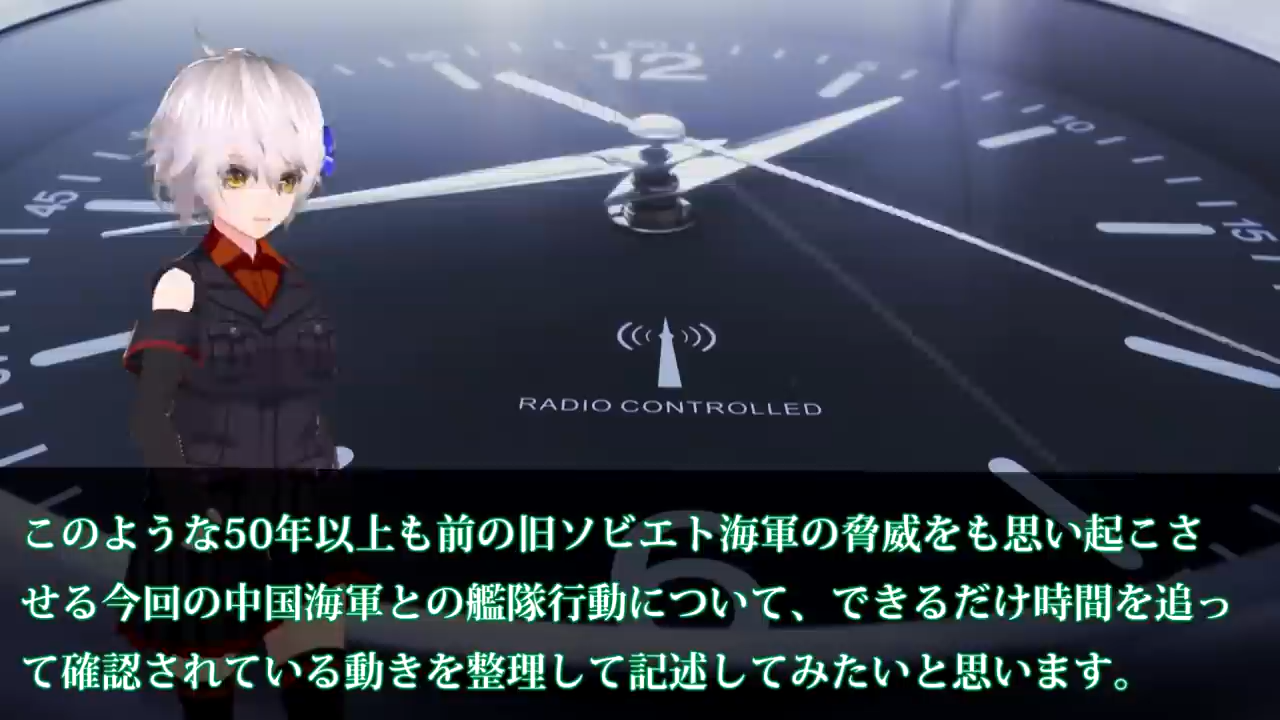 12
10
45
15
RADIO CONTROLLED
6
このような50年以上も前の旧ソビエト海軍の脅威をも思い起こさ
せる今回の中国海軍との艦隊行動について、できるだけ時間を追っ
て確認されている動きを整理して記述してみたいと思います。